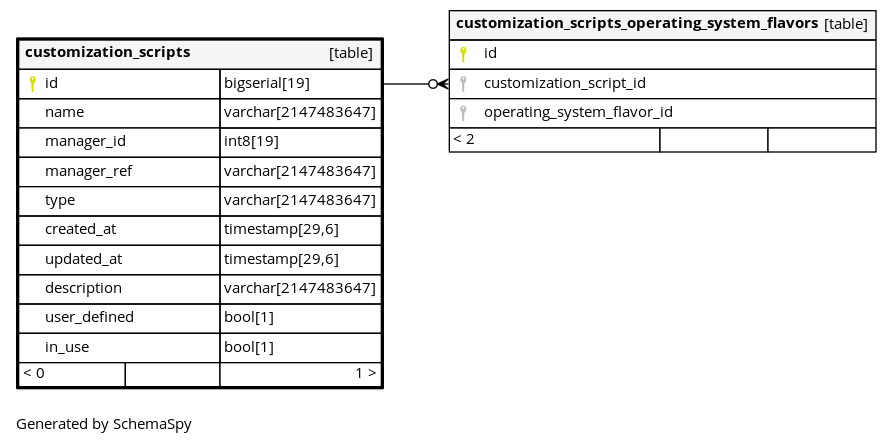 customization_scripts [table]
id bigserial[19]
name varchar[2147483647]
manager_id int8[19]
manager_ref varchar[2147483647]
type varchar[2147483647]
created_at timestamp[29,6]
updated_at timestamp[29,6]
description varchar[2147483647]
user_defined bool[1]
in_use bool[1]
< 0 1 >
customization_scripts_operating_system_flavors [table]
id
customization_script_id
operating_system_flavor_id
< 2
Generated by SchemaSpy